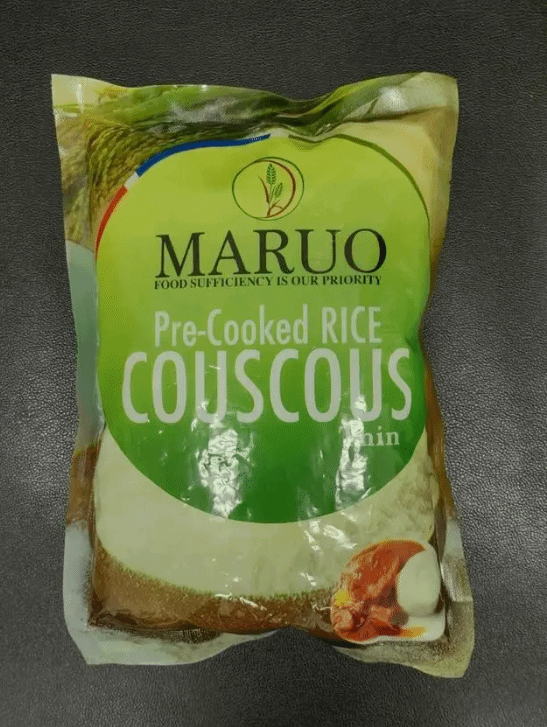 MARUO
FOOD SUFFICIENCY IS OUR PRIORITY
Pre-Cooked RICE
COUSCOUS